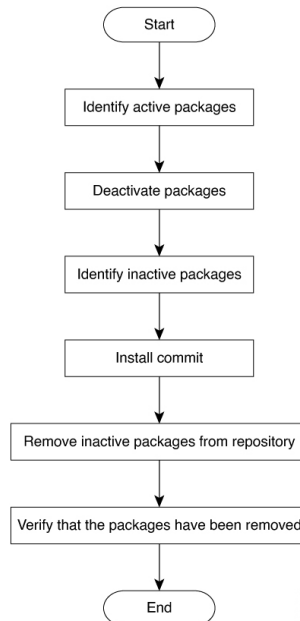 Start
Identify active packages
Deactivate packages
Identify inactive packages
Install commit
Remove inactive packages from repository
Verify that the packages have been removed
End